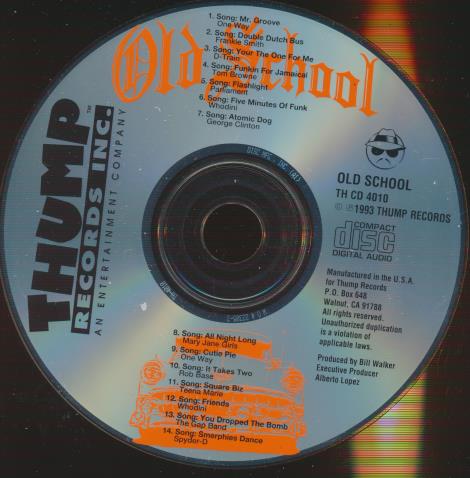 Old School
1. Song: Mr. Groove
One Way
2. Song: Double Dutch Bus
Frankie Smith
3. Song: Your The One For Me
D-Train
4. Song: Funkin For Jamaical
Tom Browne
5. Song: Flashlight
Parliament
6. Song: Five Minutes Of Funk
Whodini
7. Song: Atomic Dog
George Clinton
THUMP™
RECORDS INC.
AN ENTERTAINMENT COMPANY
OLD SCHOOL
TH CD 4010
© ℗ 1993 THUMP RECORDS
COMPACT
disc
DIGITAL AUDIO
Manufactured in the U.S.A.
for Thump Records
P.O. Box 648
Walnut, CA 91788
All rights reserved.
Unauthorized duplication
is a violation of
applicable laws.
Produced by Bill Walker
Executive Producer
Alberto Lopez
8. Song: All Night Long
Mary Jane Girls
9. Song: Cutie Pie
One Way
10. Song: It Takes Two
Rob Base
11. Song: Square Biz
Teena Marie
12. Song: Friends
Whodini
13. Song: You Dropped The Bomb
The Gap Band
14. Song: Smerphies Dance
Spyder-D